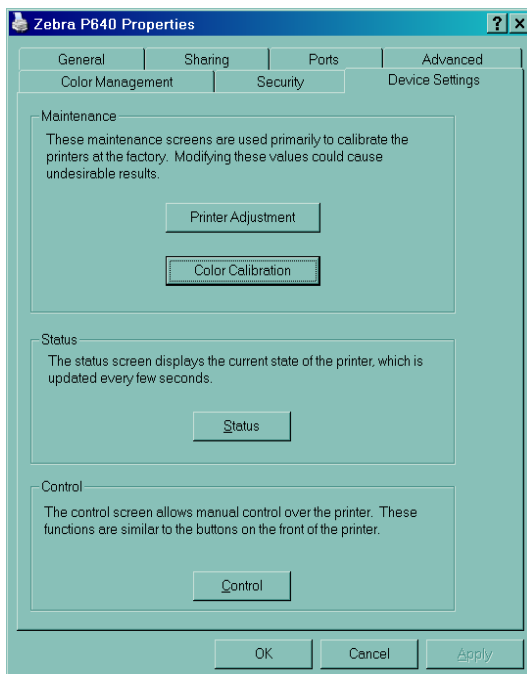 Zebra P640 Properties
General Sharing Ports Advanced
Color Management Security Device Settings
Maintenance
These maintenance screens are used primarily to calibrate the
printers at the factory. Modifying these values could cause
undesirable results.
Printer Adjustment
Color Calibration
Status
The status screen displays the current state of the printer, which is
updated every few seconds.
Status
Control
The control screen allows manual control over the printer. These
functions are similar to the buttons on the front of the printer.
Control
OK Cancel Apply